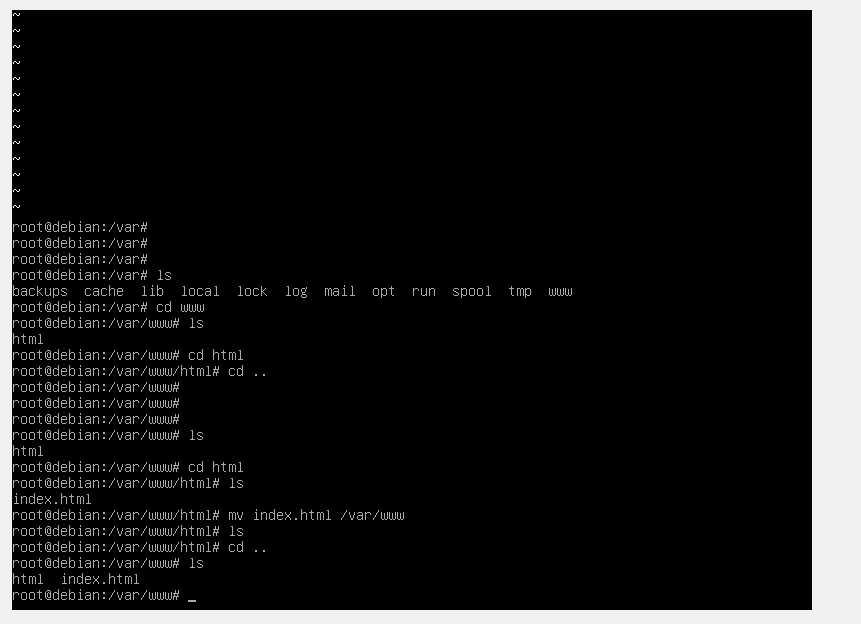 ~
~
~
~
~
~
~
~
~
~
~
~
~
root@debian:/var#
root@debian:/var#
root@debian:/var#
root@debian:/var# ls
backups  cache  lib  local  lock  log  mail  opt  run  spool  tmp  www
root@debian:/var# cd www
root@debian:/var/www# ls
html
root@debian:/var/www# cd html
root@debian:/var/www/html# cd ..
root@debian:/var/www#
root@debian:/var/www#
root@debian:/var/www#
root@debian:/var/www# ls
html
root@debian:/var/www# cd html
root@debian:/var/www/html# ls
index.html
root@debian:/var/www/html# mv index.html /var/www
root@debian:/var/www/html# ls
root@debian:/var/www/html# cd ..
root@debian:/var/www# ls
html  index.html
root@debian:/var/www# _